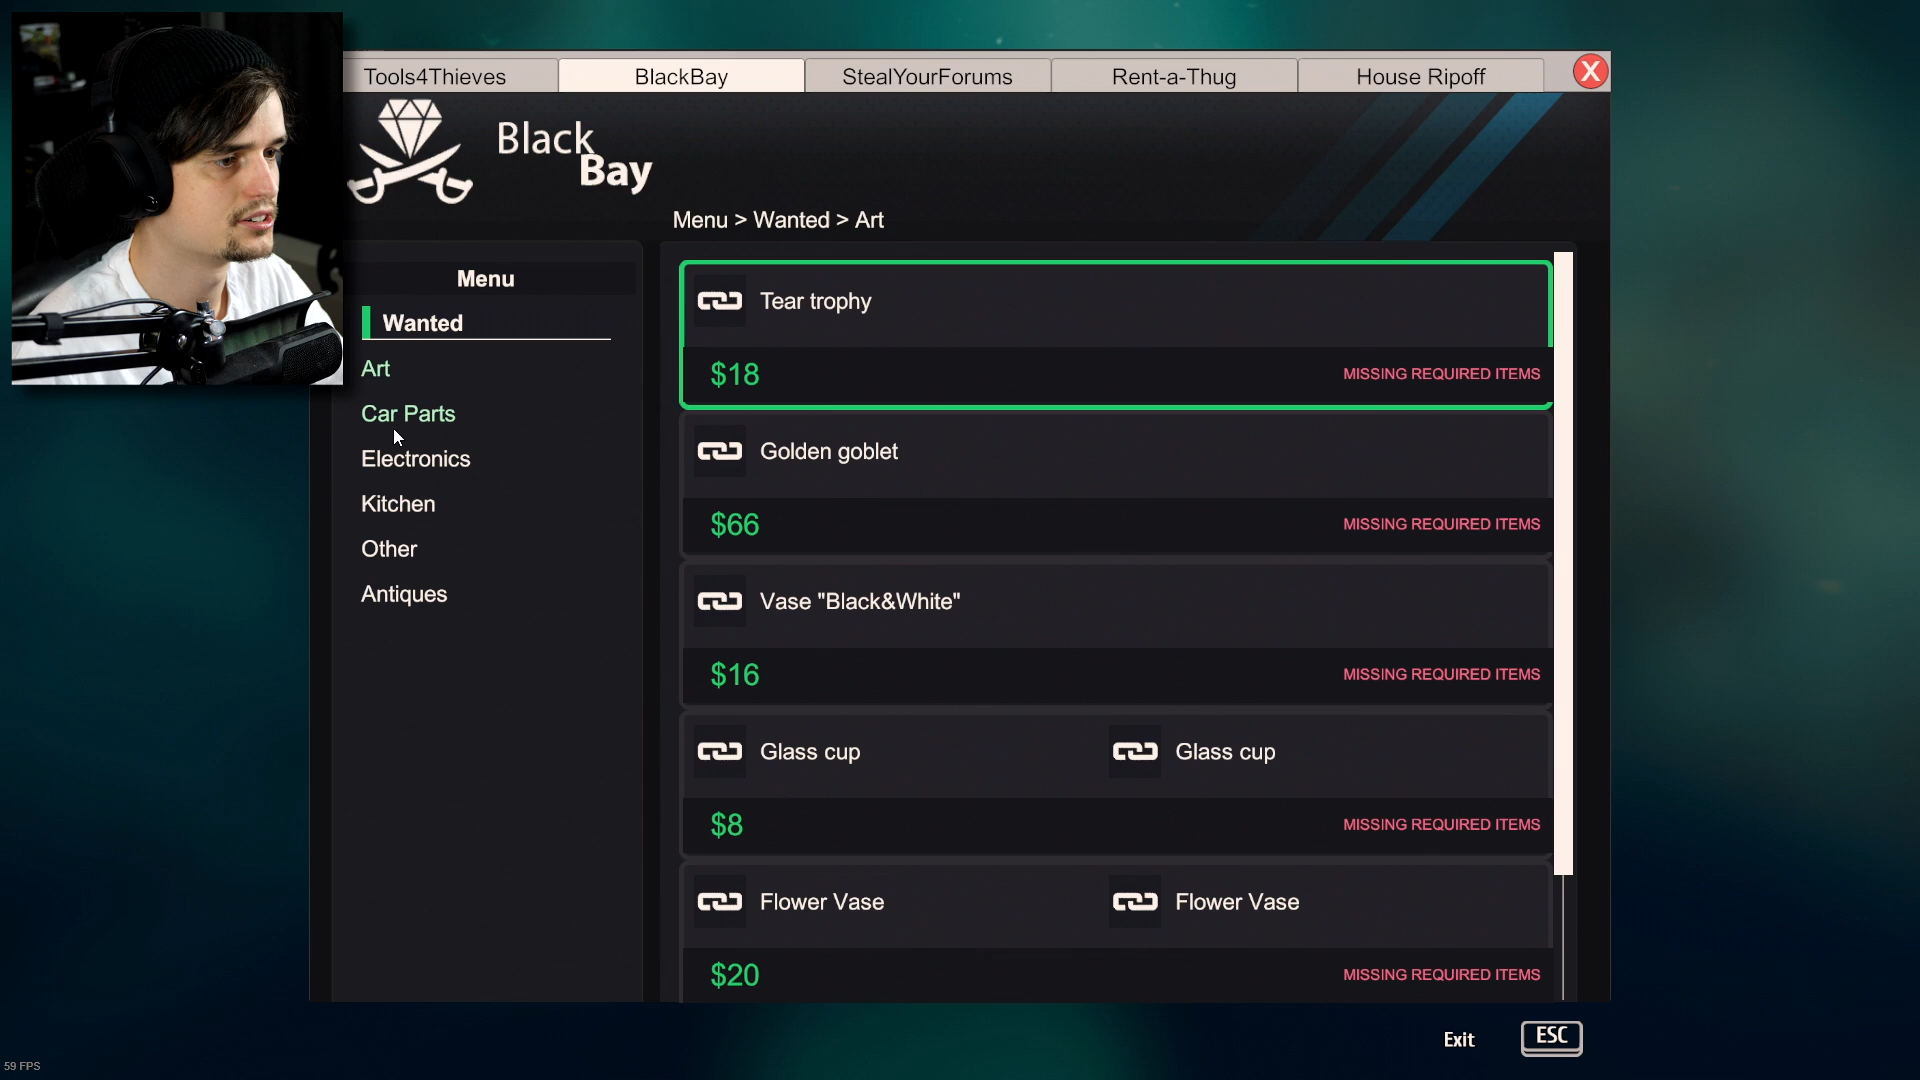 Tools4Thieves
BlackBay
StealYourForums
Rent-a-Thug
House Ripoff
X
Black
Bay
Menu > Wanted > Art
Menu
Wanted
Art
Car Parts
Electronics
Kitchen
Other
Antiques
Tear trophy
$18
MISSING REQUIRED ITEMS
Golden goblet
$66
MISSING REQUIRED ITEMS
Vase "Black&White"
$16
MISSING REQUIRED ITEMS
Glass cup
Glass cup
$8
MISSING REQUIRED ITEMS
Flower Vase
Flower Vase
$20
MISSING REQUIRED ITEMS
Exit
ESC
59 FPS